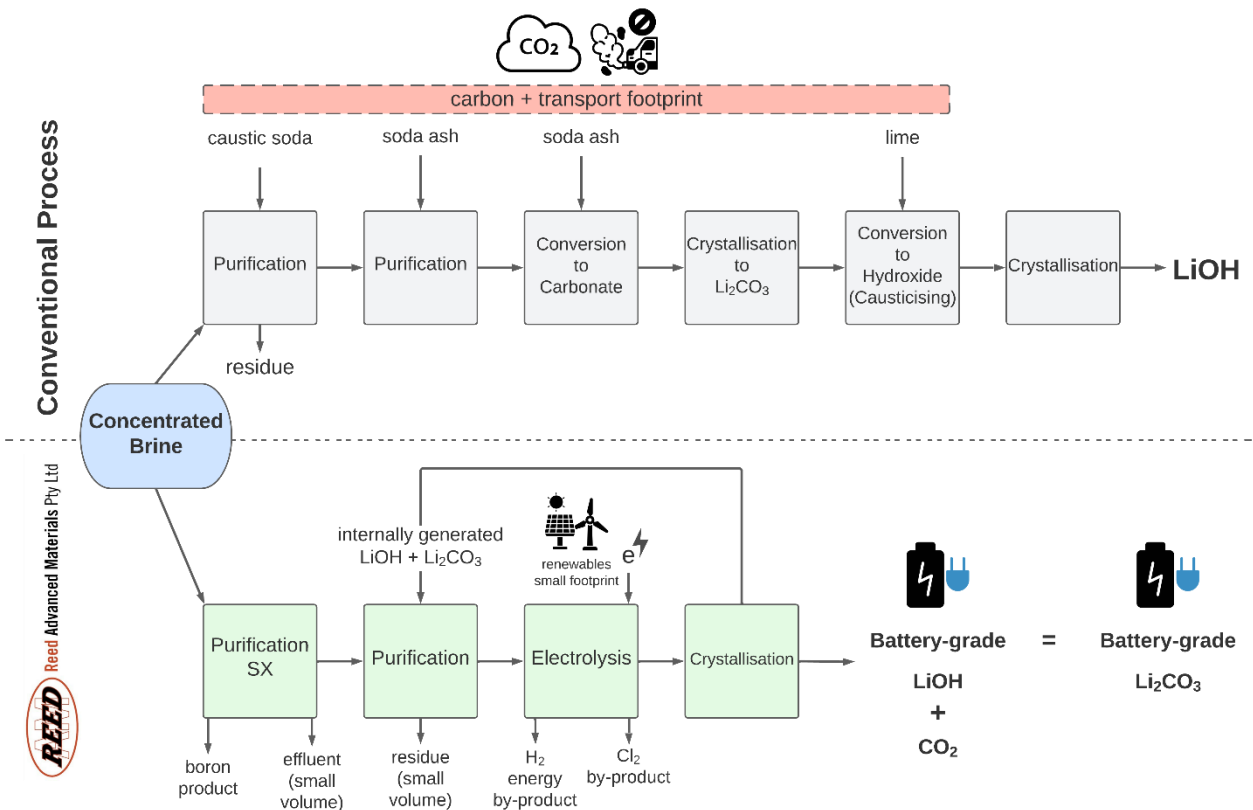 CO₂
carbon + transport footprint
caustic soda
soda ash
soda ash
lime
Conventional Process
Purification
Purification
Conversion
to
Carbonate
Crystallisation
to
Li₂CO₃
Conversion
to
Hydroxide
(Causticising)
Crystallisation
LiOH
residue
Concentrated
Brine
Reed Advanced Materials Pty Ltd
REED
internally generated
LiOH + Li₂CO₃
renewables
small footprint
e
Purification
SX
Purification
Electrolysis
Crystallisation
boron
product
effluent
(small
volume)
residue
(small
volume)
H₂
energy
by-product
Cl₂
by-product
Battery-grade
LiOH
+
CO₂
=
Battery-grade
Li₂CO₃